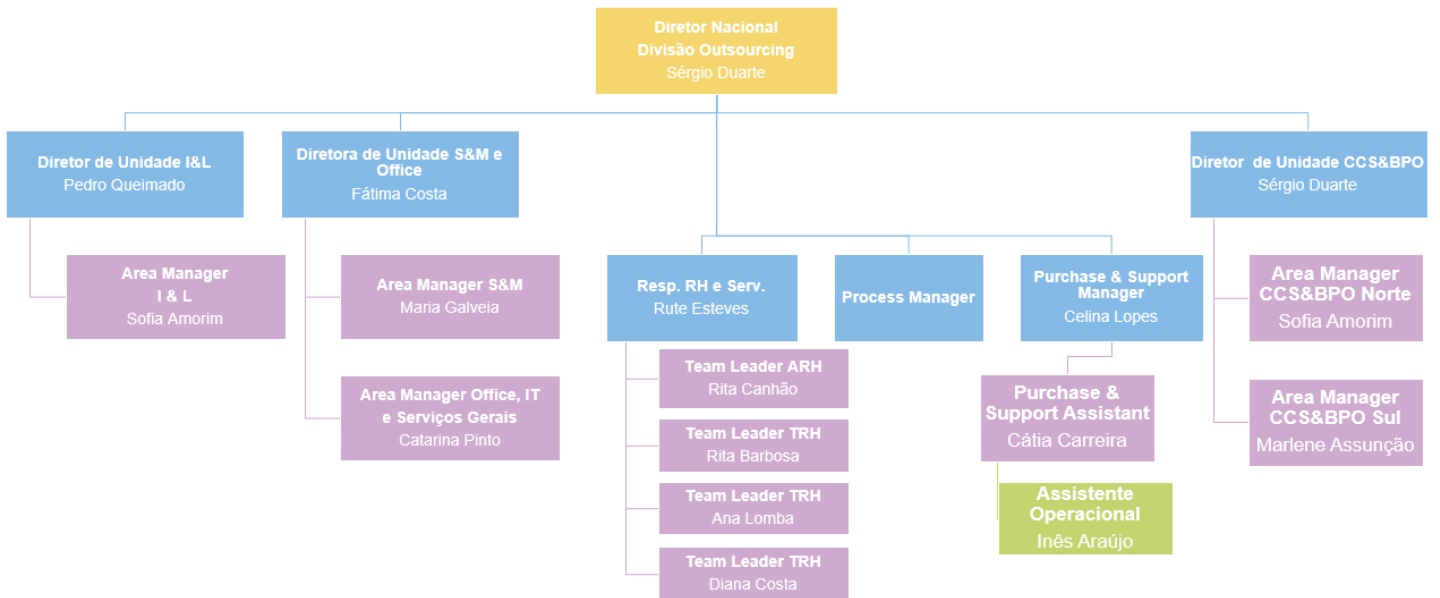 Diretor Nacional
Divisão Outsourcing
Sérgio Duarte
Diretor de Unidade I&L
Pedro Queimado
Diretora de Unidade S&M e
Office
Fátima Costa
Diretor de Unidade CCS&BPO
Sérgio Duarte
Area Manager
I & L
Sofia Amorim
Area Manager S&M
Maria Galveia
Area Manager Office, IT
e Serviços Gerais
Catarina Pinto
Resp. RH e Serv.
Rute Esteves
Process Manager
Purchase & Support
Manager
Celina Lopes
Team Leader ARH
Rita Canhão
Team Leader TRH
Rita Barbosa
Team Leader TRH
Ana Lomba
Team Leader TRH
Diana Costa
Purchase &
Support Assistant
Cátia Carreira
Assistente
Operacional
Inês Araújo
Area Manager
CCS&BPO Norte
Sofia Amorim
Area Manager
CCS&BPO Sul
Marlene Assunção